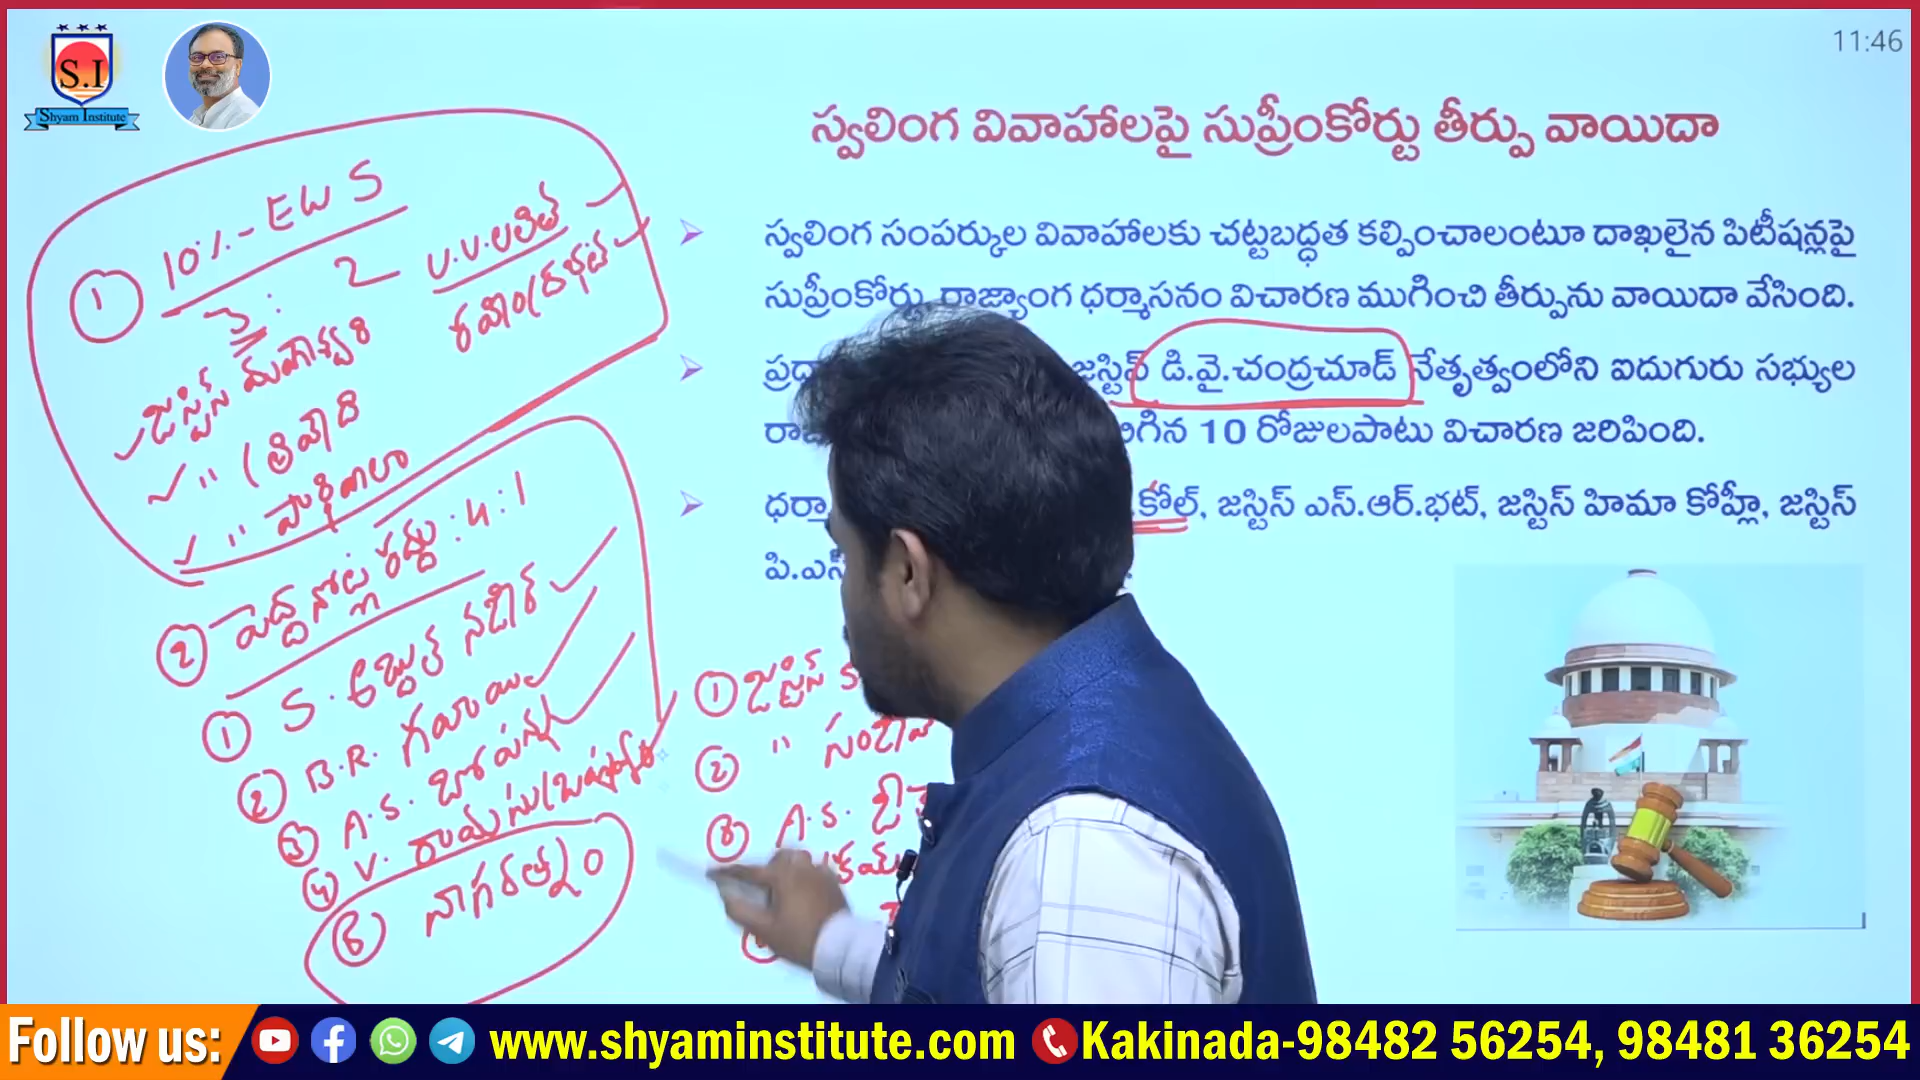 S.I
Shyam Institute
11:46
స్వలింగ వివాహాలపై సుప్రీంకోర్టు తీర్పు వాయిదా
స్వలింగ సంపర్కుల వివాహాలకు చట్టబద్ధత కల్పించాలంటూ దాఖలైన పిటీషన్లపై
సుప్రీంకోర్టు రాజ్యాంగ ధర్మాసనం విచారణ ముగించి తీర్పును వాయిదా వేసింది.
జస్టిస్ డి.వై.చంద్రచూడ్ నేతృత్వంలోని ఐదుగురు సభ్యుల
10 రోజులపాటు విచారణ జరిపింది.
కోల్, జస్టిస్ ఎస్.ఆర్.భట్, జస్టిస్ హిమా కోహ్లీ, జస్టిస్
① 10% - EWS
3 : 2
U.V.లలిత్
జస్టిస్ మహేశ్వరి
" త్రివేది
" పార్థివాలా
② పెద్దనోట్ల రద్దు : 4 : 1
① S. అబ్దుల్ నజీర్
② B.R. గవాయి
③ A.S. బోపన్న
④ V. రామసుబ్రహ్మణ్య
⑤ నాగరత్నం
① జస్టిస్
② "
③ A.S.
Follow us:
www.shyaminstitute.com
Kakinada-98482 56254, 98481 36254